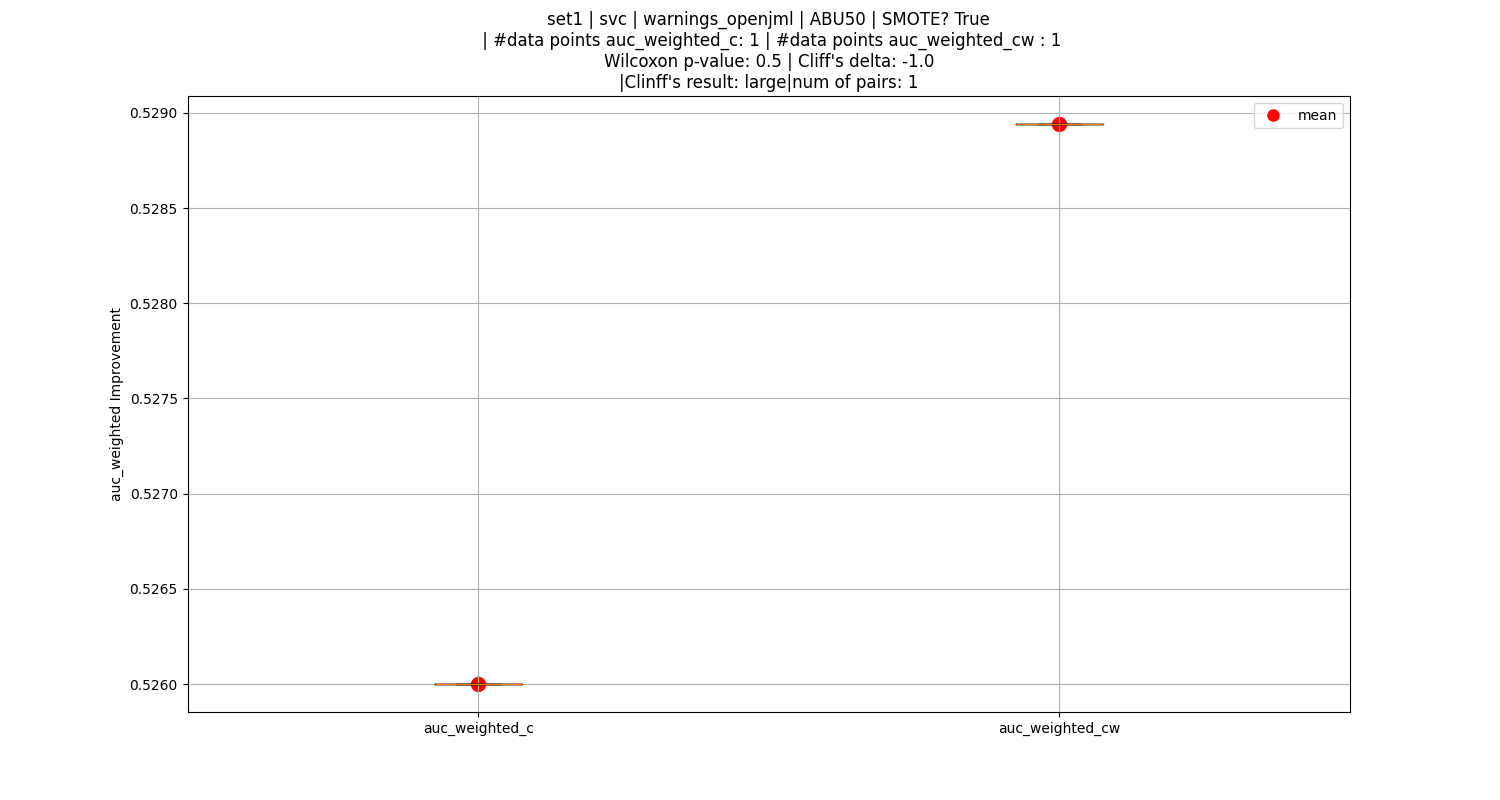 set1 | svc | warnings_openjml | ABU50 | SMOTE? True
| #data points auc_weighted_c: 1 | #data points auc_weighted_cw : 1
Wilcoxon p-value: 0.5 | Cliff's delta: -1.0
|Clinff's result: large|num of pairs: 1
mean
auc_weighted Improvement
0.5290
0.5285
0.5280
0.5275
0.5270
0.5265
0.5260
auc_weighted_c
auc_weighted_cw